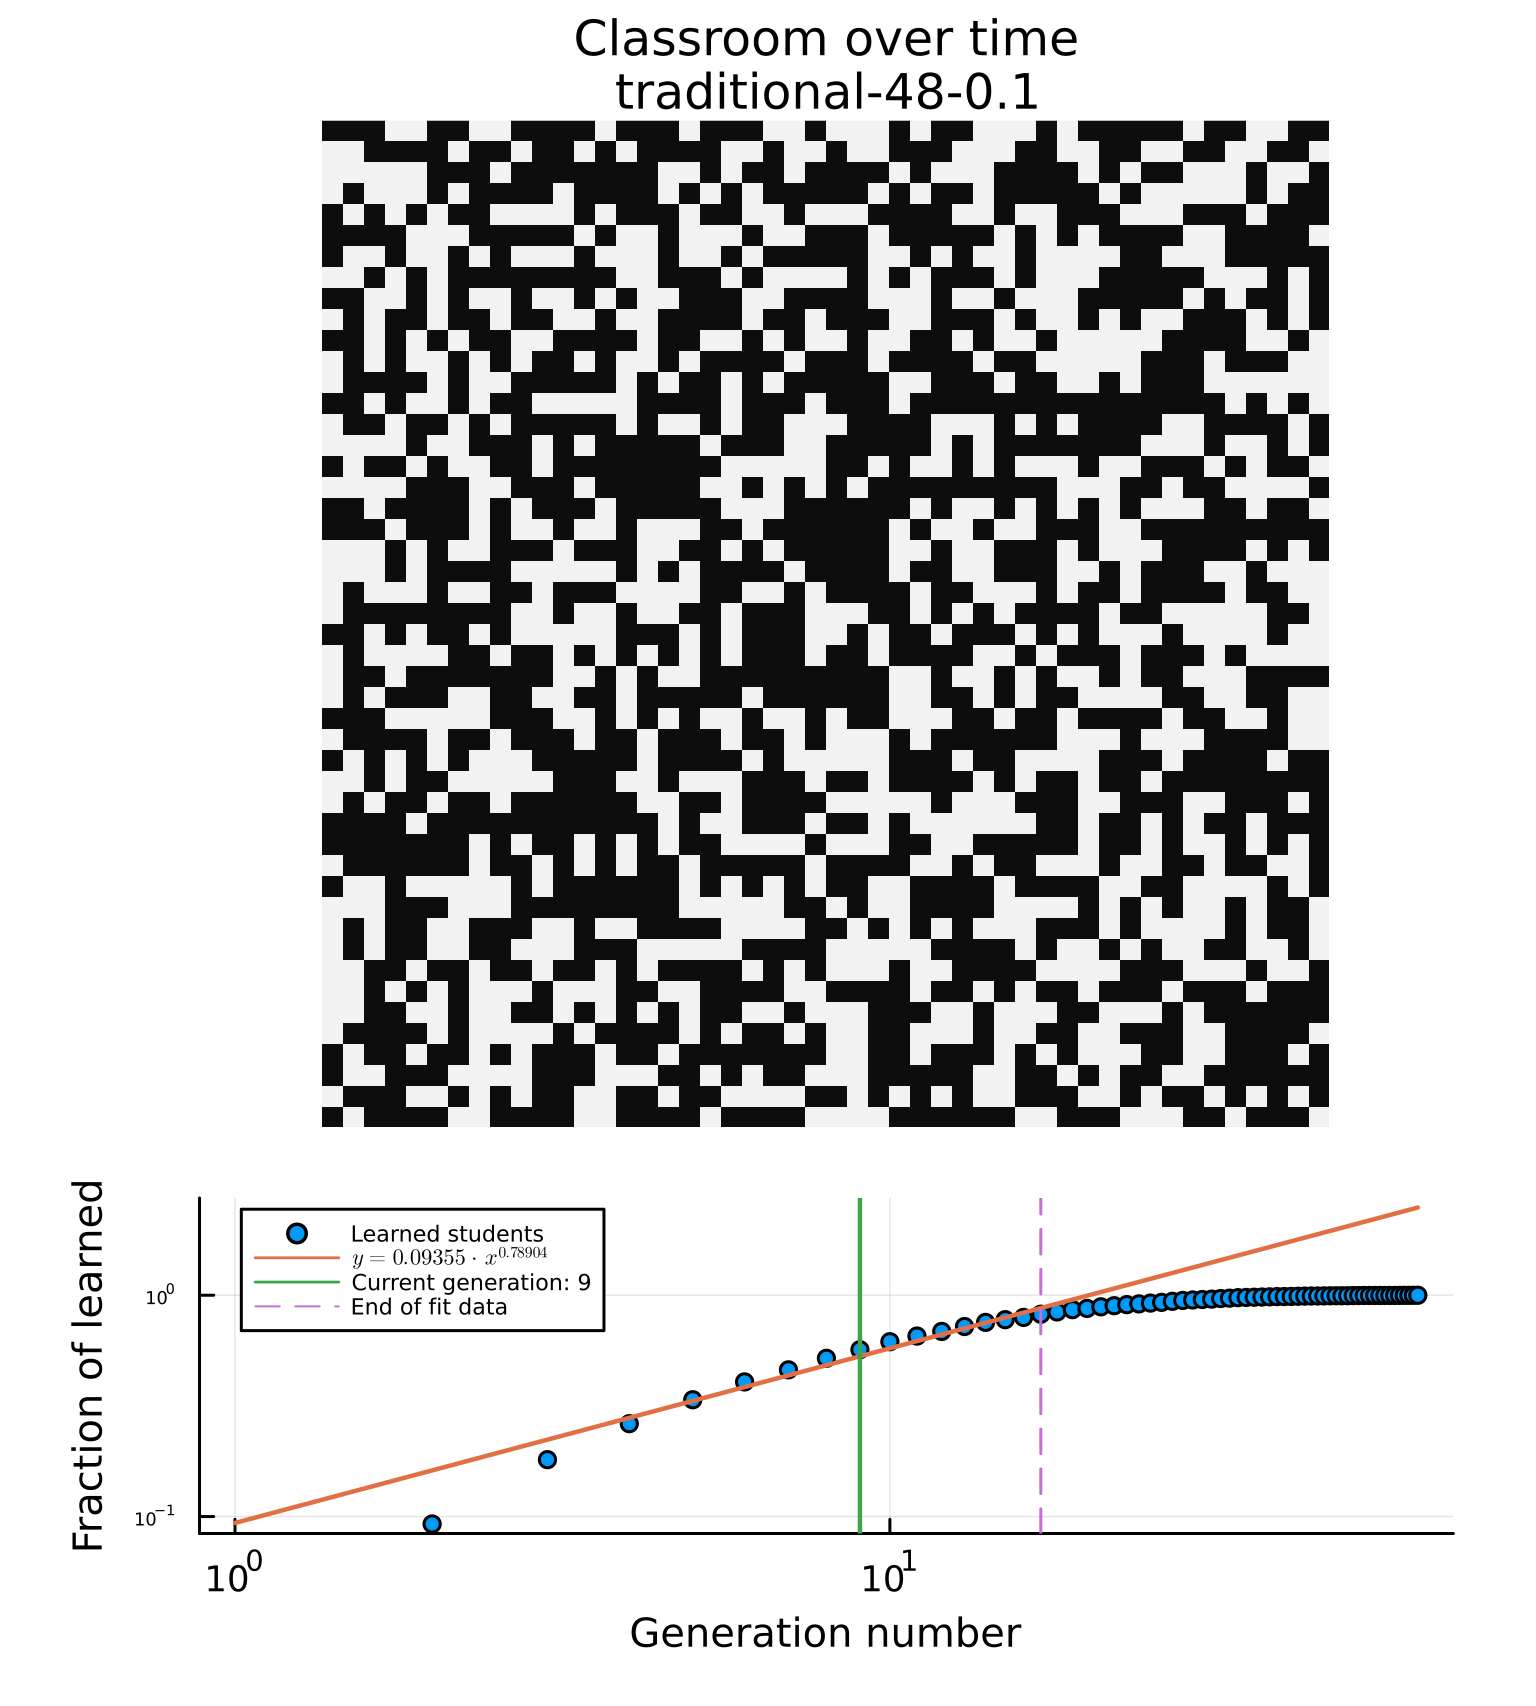 Classroom over time
traditional-48-0.1
Fraction of learned
Learned students
y = 0.09355 · x^0.78904
Current generation: 9
End of fit data
10^0
10^−1
10^0
10^1
Generation number